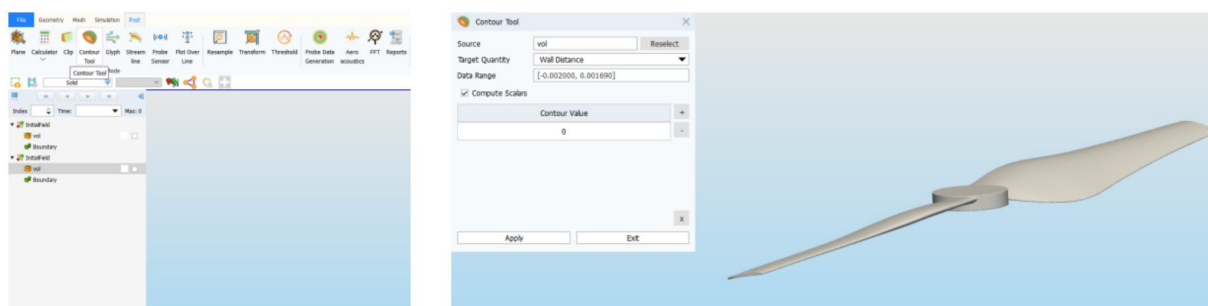 File Geometry Mesh Simulation Post
Plane Calculator Clip Contour Tool Glyph Stream line Probe Sensor Plot Over Line Resample Transform Threshold Probe Data Generation Aero acoustics FFT Reports
Contour Tool
Solid
Index Time: Max: 0
InitialField
vol
Boundary
InitialField
vol
Boundary
Contour Tool
Source vol Reselect
Target Quantity Wall Distance
Data Range [-0.002000, 0.001690]
Compute Scalars
Contour Value +
0 -
x
Apply Exit